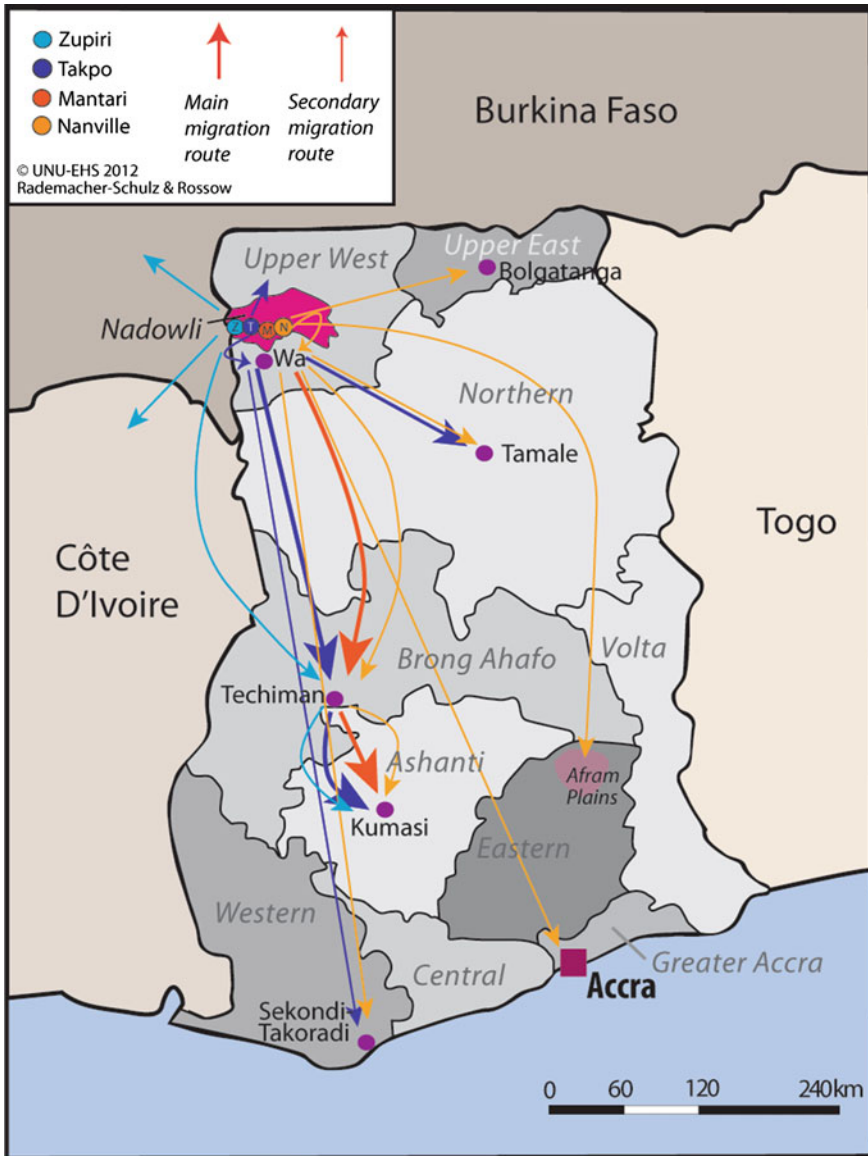 Zupiri
Takpo
Mantari
Nanville
Main
migration
route
Secondary
migration
route
© UNU-EHS 2012
Rademacher-Schulz & Rossow
Burkina Faso
Upper West
Upper East
Bolgatanga
Nadowli
Z T M N
Wa
Northern
Tamale
Togo
Côte
D'Ivoire
Volta
Brong Ahafo
Techiman
Ashanti
Afram
Plains
Kumasi
Eastern
Western
Central
Greater Accra
Accra
Sekondi
Takoradi
0 60 120 240km